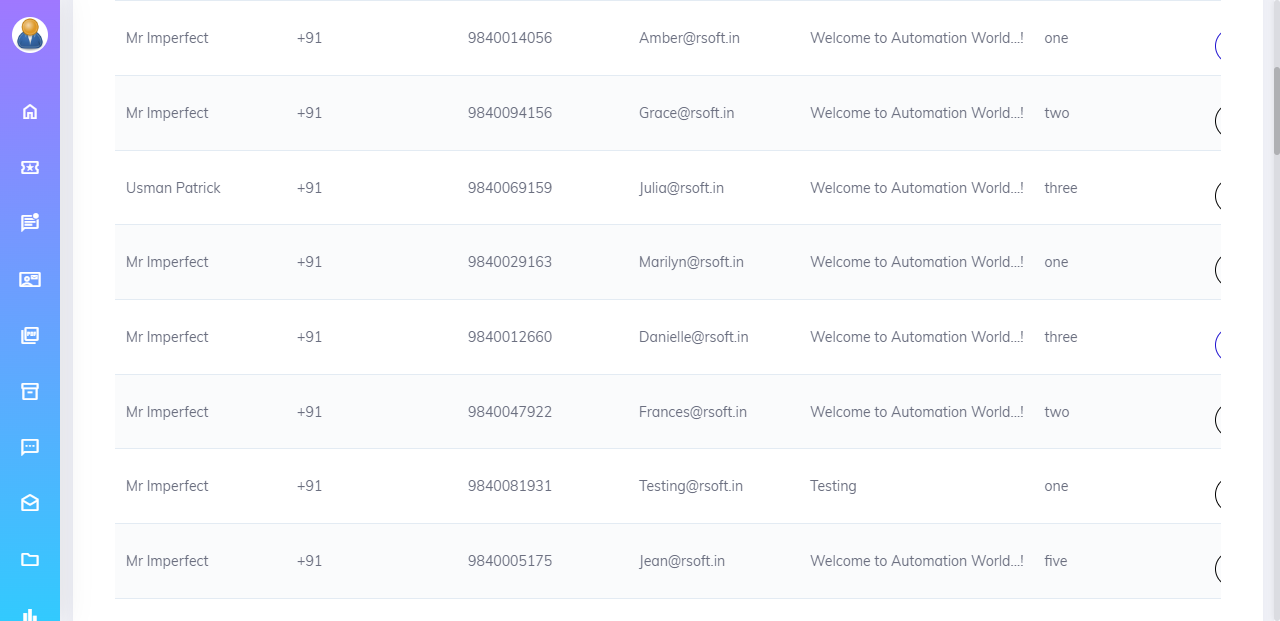 Mr Imperfect +91 9840014056 Amber@rsoft.in Welcome to Automation World...! one
Mr Imperfect +91 9840094156 Grace@rsoft.in Welcome to Automation World...! two
Usman Patrick +91 9840069159 Julia@rsoft.in Welcome to Automation World...! three
Mr Imperfect +91 9840029163 Marilyn@rsoft.in Welcome to Automation World...! one
Mr Imperfect +91 9840012660 Danielle@rsoft.in Welcome to Automation World...! three
Mr Imperfect +91 9840047922 Frances@rsoft.in Welcome to Automation World...! two
Mr Imperfect +91 9840081931 Testing@rsoft.in Testing one
Mr Imperfect +91 9840005175 Jean@rsoft.in Welcome to Automation World...! five